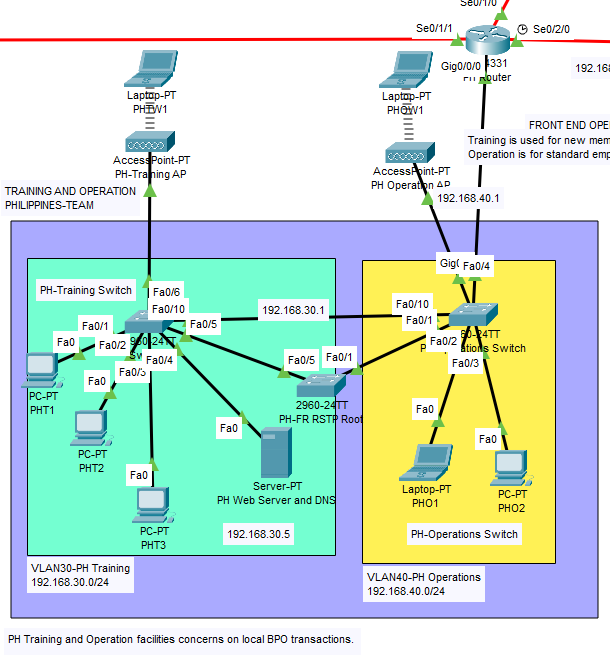 Se0/1/0
Se0/1/1
Se0/2/0
Gig0/0/0
4331
Router
192.168
Laptop-PT
PHTW1
Laptop-PT
PHOW1
AccessPoint-PT
PH-Training AP
AccessPoint-PT
PH Operation AP
FRONT END OPE
Training is used for new mem
Operation is for standard emp
TRAINING AND OPERATION
PHILIPPINES-TEAM
192.168.40.1
Fa0/4
PH-Training Switch
Fa0/6
Fa0/10
Fa0/5
192.168.30.1
Fa0/10
Fa0/1
Fa0/1
Fa0
Fa0/2
Fa0/3
Fa0/4
Fa0
PC-PT
PHT1
PC-PT
PHT2
Fa0
PC-PT
PHT3
Fa0/5
Fa0/1
2960-24TT
PH-FR RSTP Root
Fa0
Server-PT
PH Web Server and DNS
192.168.30.5
60-24TT
Switch
Fa0/2
Fa0/3
Fa0
Fa0
Laptop-PT
PHO1
PC-PT
PHO2
PH-Operations Switch
VLAN30-PH Training
192.168.30.0/24
VLAN40-PH Operations
192.168.40.0/24
PH Training and Operation facilities concerns on local BPO transactions.